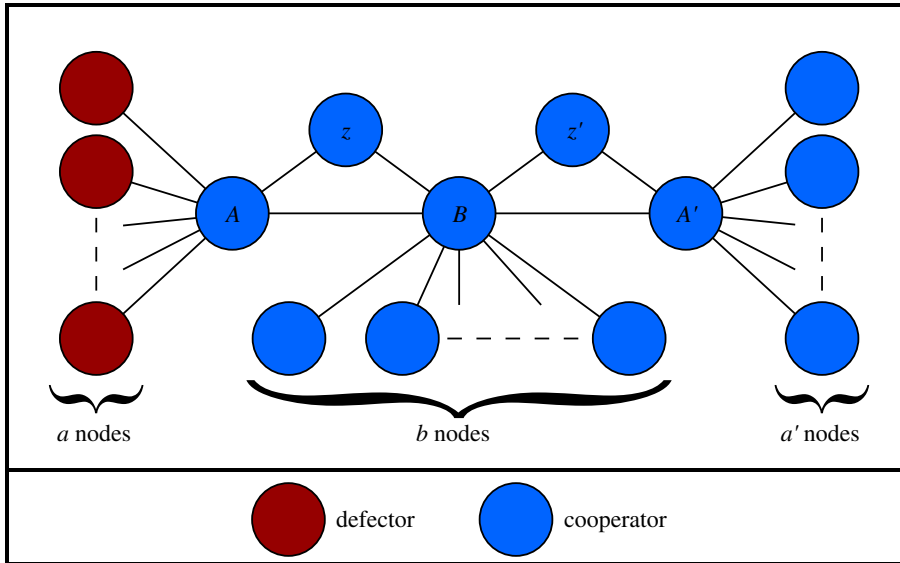 z
z′
A
B
A′
a nodes
b nodes
a′ nodes
defector
cooperator